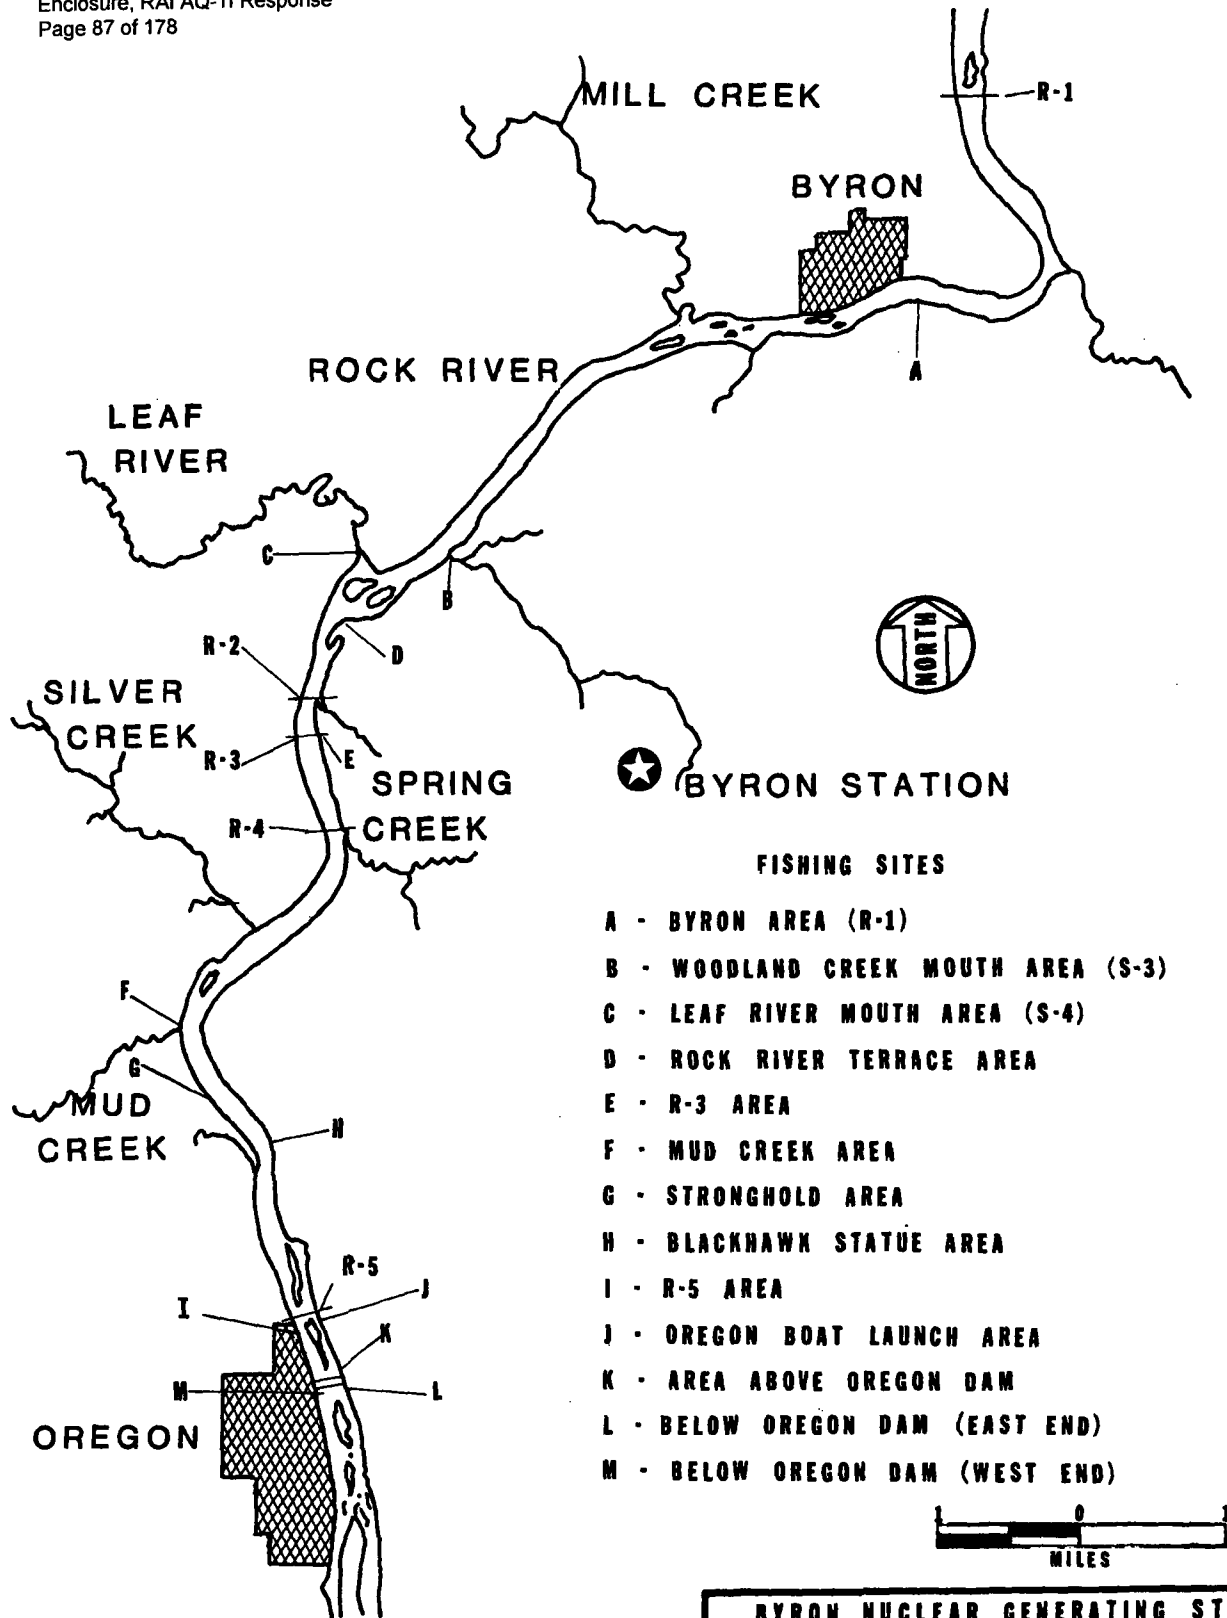 Enclosure, RAI AQ-11 Response
Page 87 of 178
MILL CREEK
R-1
BYRON
ROCK RIVER
A
LEAF
RIVER
C
B
R-2
D
NORTH
SILVER
CREEK
R-3
E
SPRING
CREEK
R-4
BYRON STATION
FISHING SITES
A - BYRON AREA (R-1)
B - WOODLAND CREEK MOUTH AREA (S-3)
C - LEAF RIVER MOUTH AREA (S-4)
D - ROCK RIVER TERRACE AREA
E - R-3 AREA
F - MUD CREEK AREA
G - STRONGHOLD AREA
H - BLACKHAWK STATUE AREA
I - R-5 AREA
J - OREGON BOAT LAUNCH AREA
K - AREA ABOVE OREGON DAM
L - BELOW OREGON DAM (EAST END)
M - BELOW OREGON DAM (WEST END)
F
G
MUD
CREEK
H
R-5
I
J
K
M
L
OREGON
1 0 1
MILES
BYRON NUCLEAR GENERATING ST